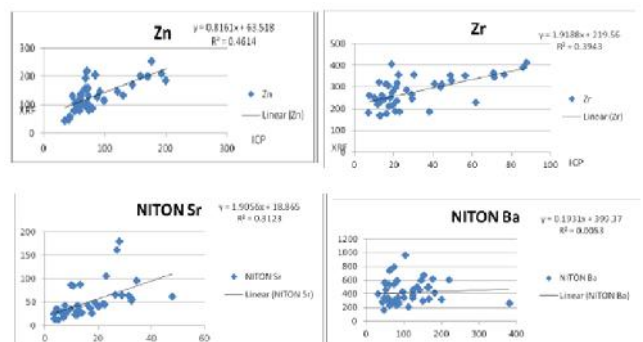 Zn
y = 0.8161x + 63.518
R² = 0.4614
300
200
100
0
XRF
0
100
200
300
ICP
Zn
Linear (Zn)
Zr
y = 1.9188x + 219.56
R² = 0.3943
500
400
300
200
100
0
XRF
0
20
40
60
80
100
ICP
Zr
Linear (Zr)
NITON Sr
y = 1.9056x + 18.865
R² = 0.3123
200
150
100
50
0
0
20
40
60
NITON Sr
Linear (NITON Sr)
NITON Ba
y = 0.1931x + 399.37
R² = 0.0053
1200
1000
800
600
400
200
0
0
100
200
300
400
NITON Ba
Linear (NITON Ba)